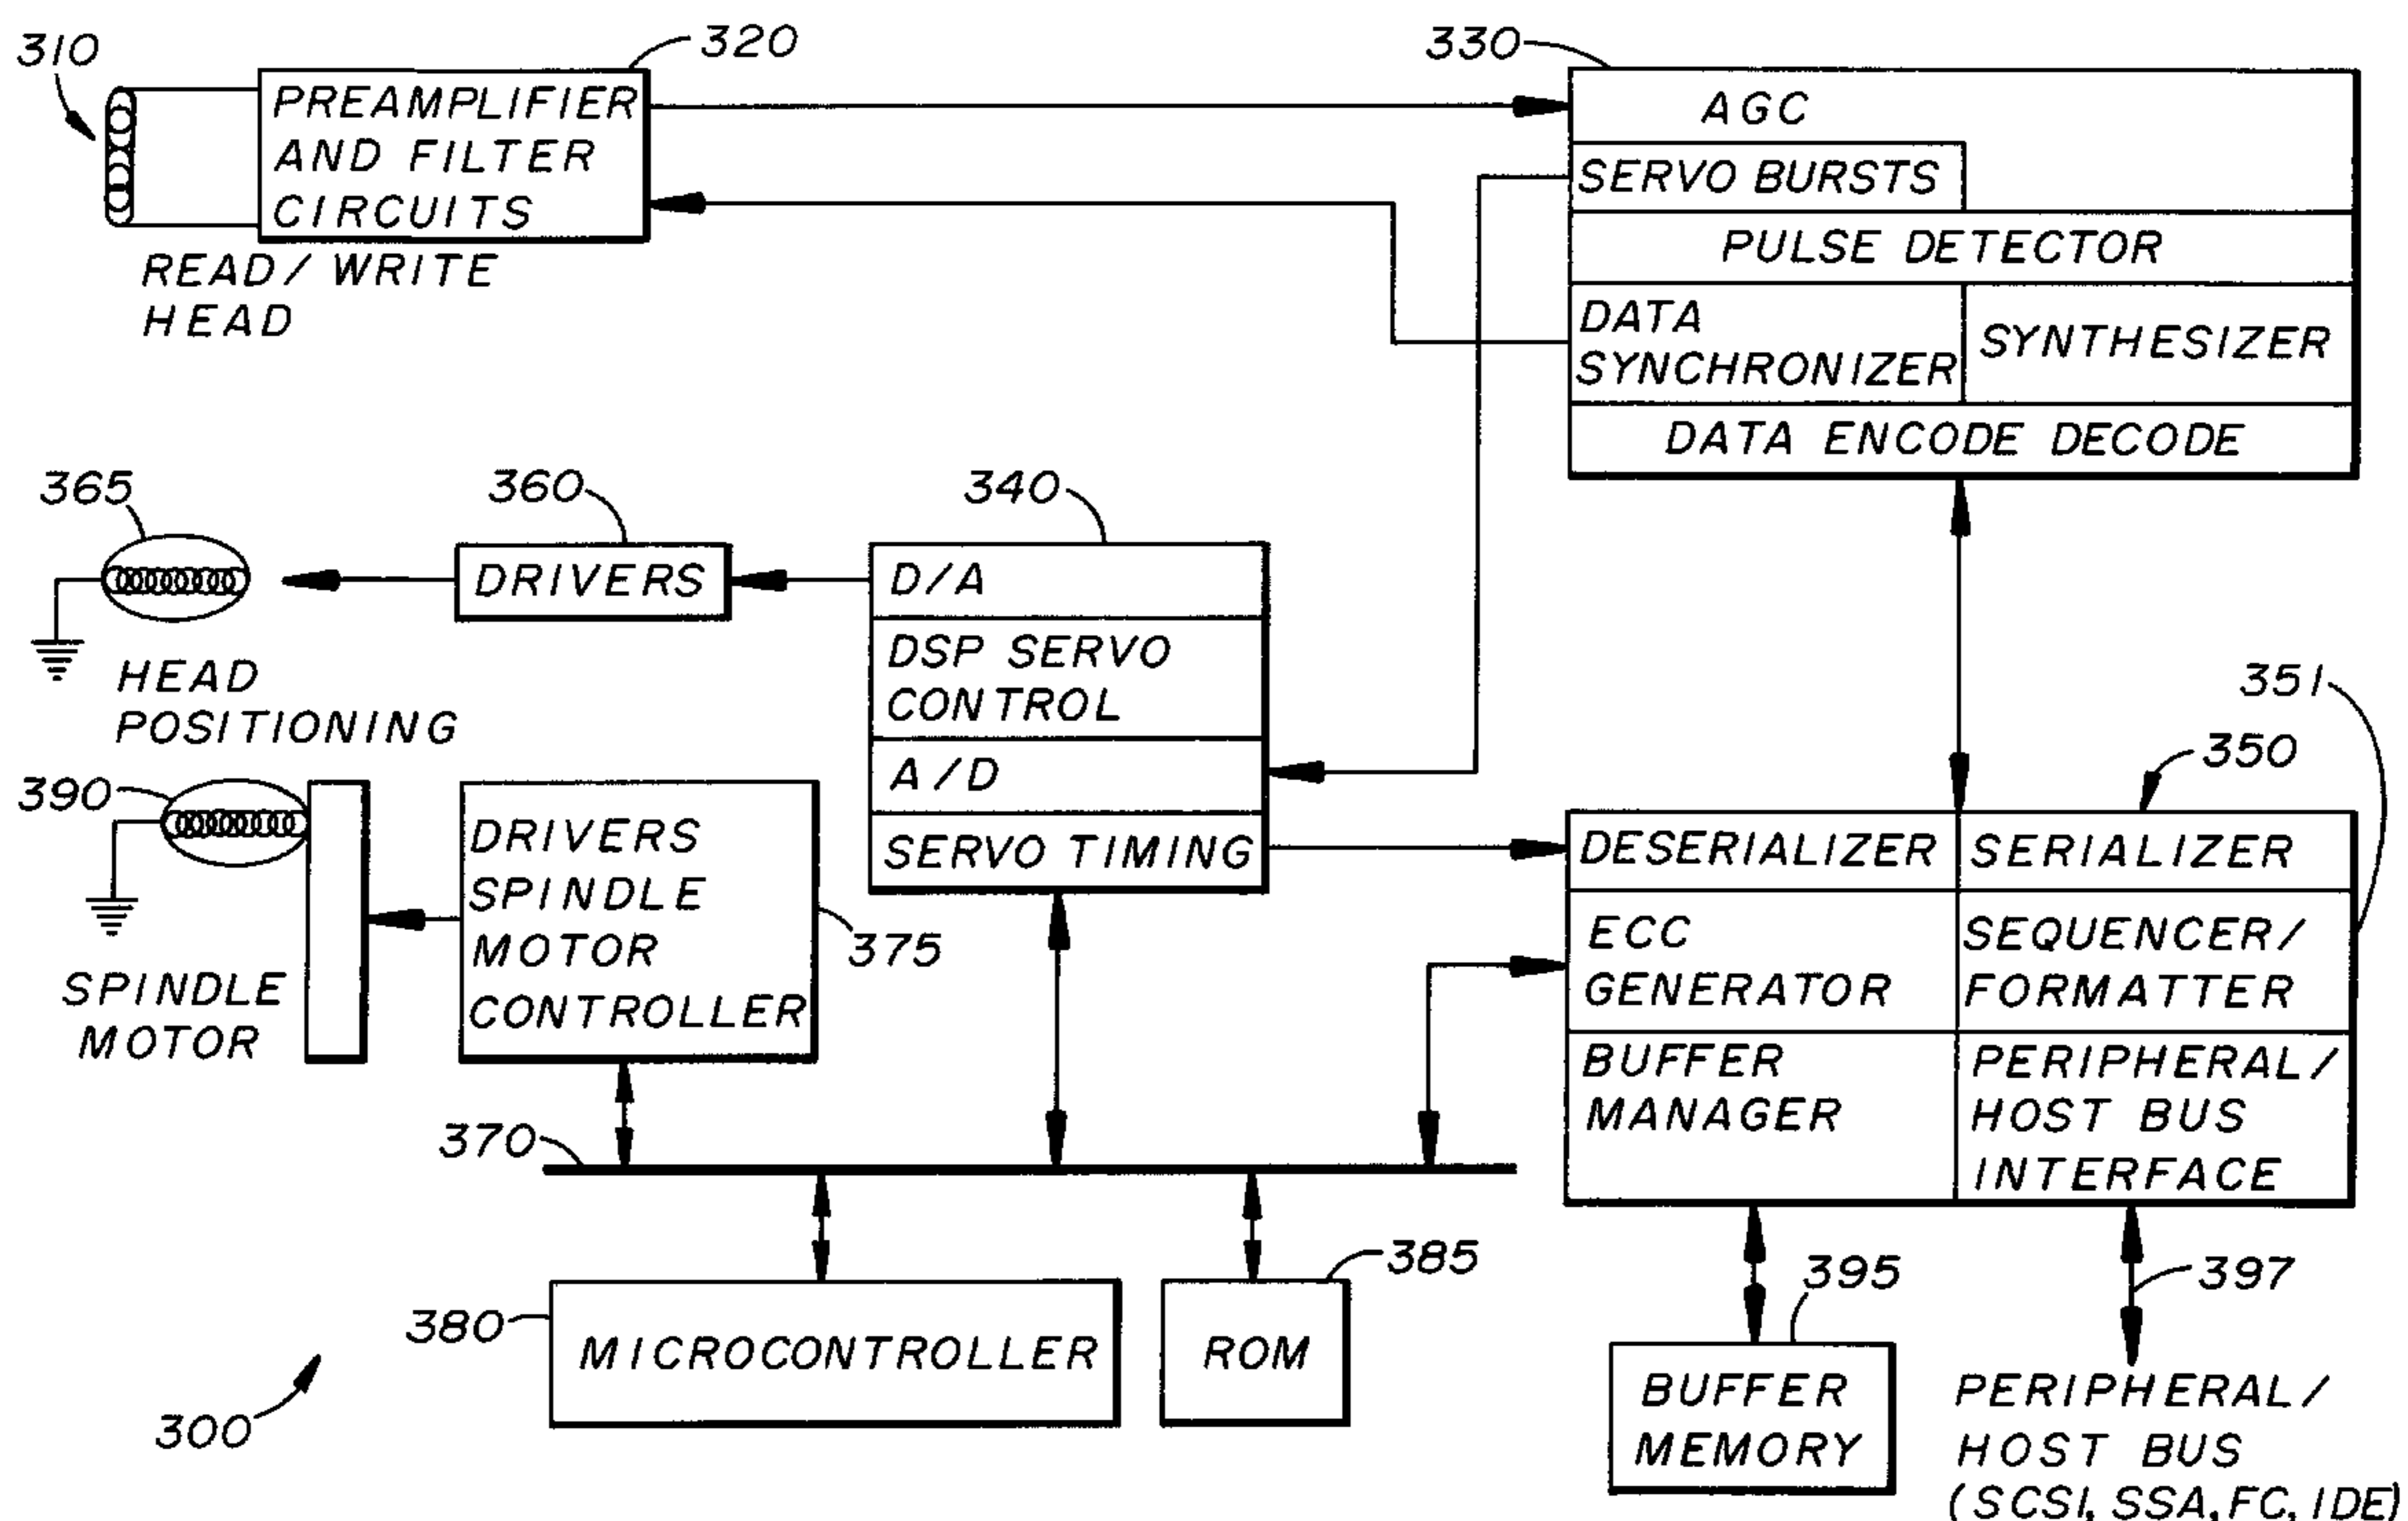 310
320
PREAMPLIFIER
AND FILTER
CIRCUITS
READ/WRITE
HEAD
330
AGC
SERVO BURSTS
PULSE DETECTOR
DATA
SYNCHRONIZER
SYNTHESIZER
DATA ENCODE DECODE
365
HEAD
POSITIONING
360
DRIVERS
340
D/A
DSP SERVO
CONTROL
A/D
SERVO TIMING
390
SPINDLE
MOTOR
DRIVERS
SPINDLE
MOTOR
CONTROLLER
375
351
350
DESERIALIZER
SERIALIZER
ECC
GENERATOR
SEQUENCER/
FORMATTER
BUFFER
MANAGER
PERIPHERAL/
HOST BUS
INTERFACE
370
380
MICROCONTROLLER
385
ROM
395
BUFFER
MEMORY
397
PERIPHERAL/
HOST BUS
(SCSI, SSA, FC, IDE)
300